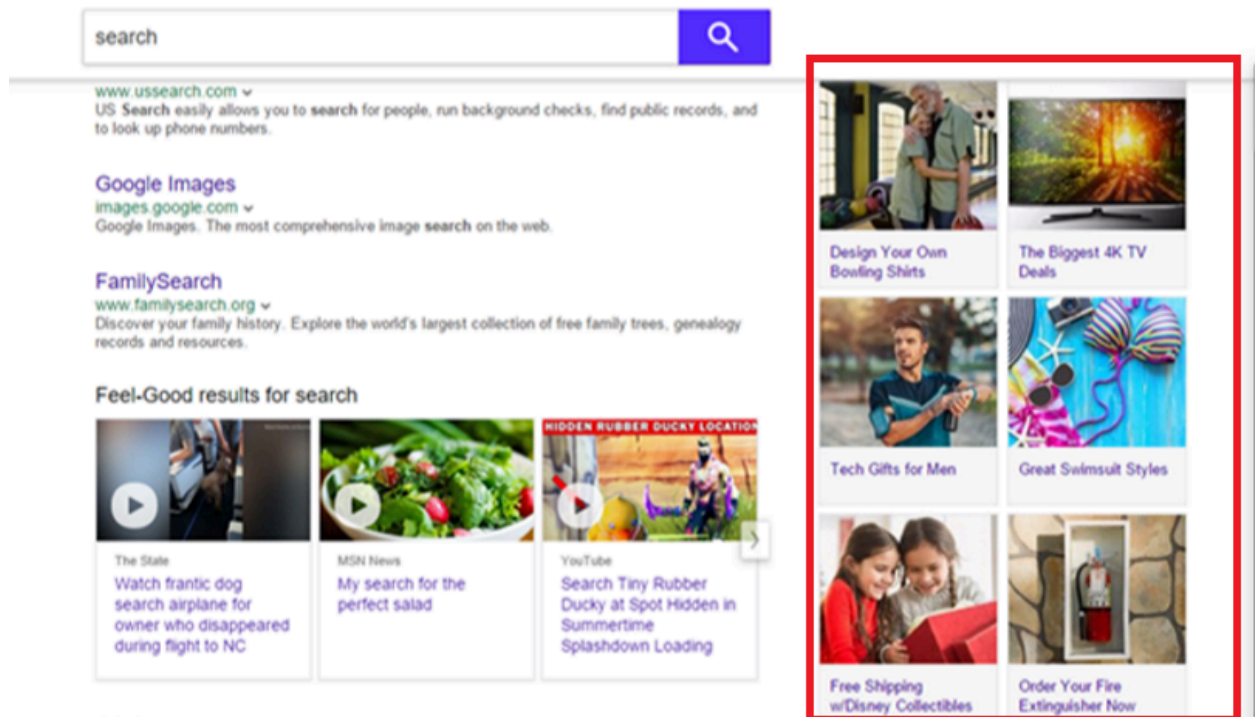 search
www.ussearch.com
US Search easily allows you to search for people, run background checks, find public records, and
to look up phone numbers.
Google Images
images.google.com
Google Images. The most comprehensive image search on the web.
FamilySearch
www.familysearch.org
Discover your family history. Explore the world's largest collection of free family trees, genealogy
records and resources.
Feel-Good results for search
HIDDEN RUBBER DUCKY LOCATION
The State
Watch frantic dog
search airplane for
owner who disappeared
during flight to NC
MSN News
My search for the
perfect salad
YouTube
Search Tiny Rubber
Ducky at Spot Hidden in
Summertime
Splashdown Loading
Design Your Own
Bowling Shirts
The Biggest 4K TV
Deals
Tech Gifts for Men
Great Swimsuit Styles
Free Shipping
w/Disney Collectibles
Order Your Fire
Extinguisher Now